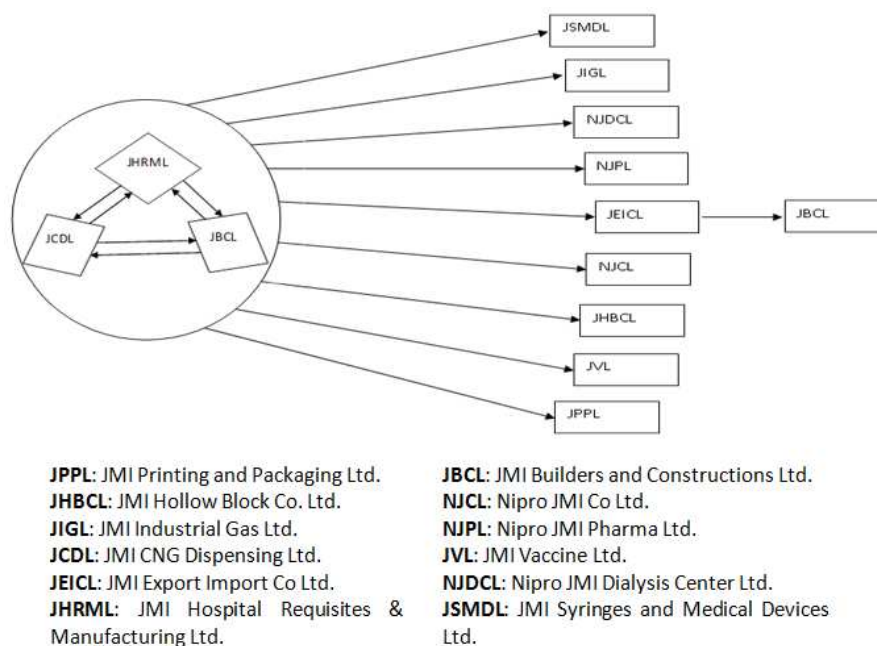 JSMDL
JIGL
NJDCL
JHRML
NJPL
JEICL
JBCL
JCDL
JBCL
NJCL
JHBCL
JVL
JPPL
JPPL: JMI Printing and Packaging Ltd.
JHBCL: JMI Hollow Block Co. Ltd.
JIGL: JMI Industrial Gas Ltd.
JCDL: JMI CNG Dispensing Ltd.
JEICL: JMI Export Import Co Ltd.
JHRML: JMI Hospital Requisites &
Manufacturing Ltd.
JBCL: JMI Builders and Constructions Ltd.
NJCL: Nipro JMI Co Ltd.
NJPL: Nipro JMI Pharma Ltd.
JVL: JMI Vaccine Ltd.
NJDCL: Nipro JMI Dialysis Center Ltd.
JSMDL: JMI Syringes and Medical Devices
Ltd.